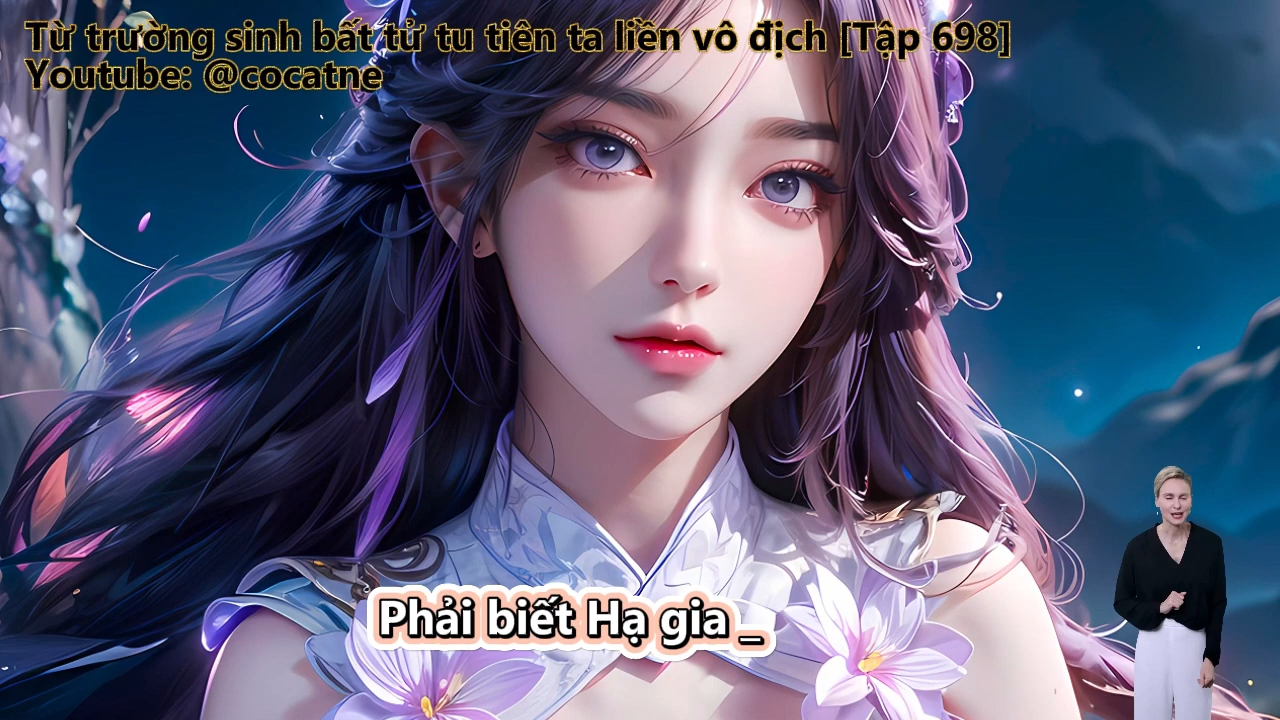 Từ trường sinh bất tử tu tiên ta liền vô địch [Tập 698]
Youtube: @cocatne
Phải biết Hạ gia _